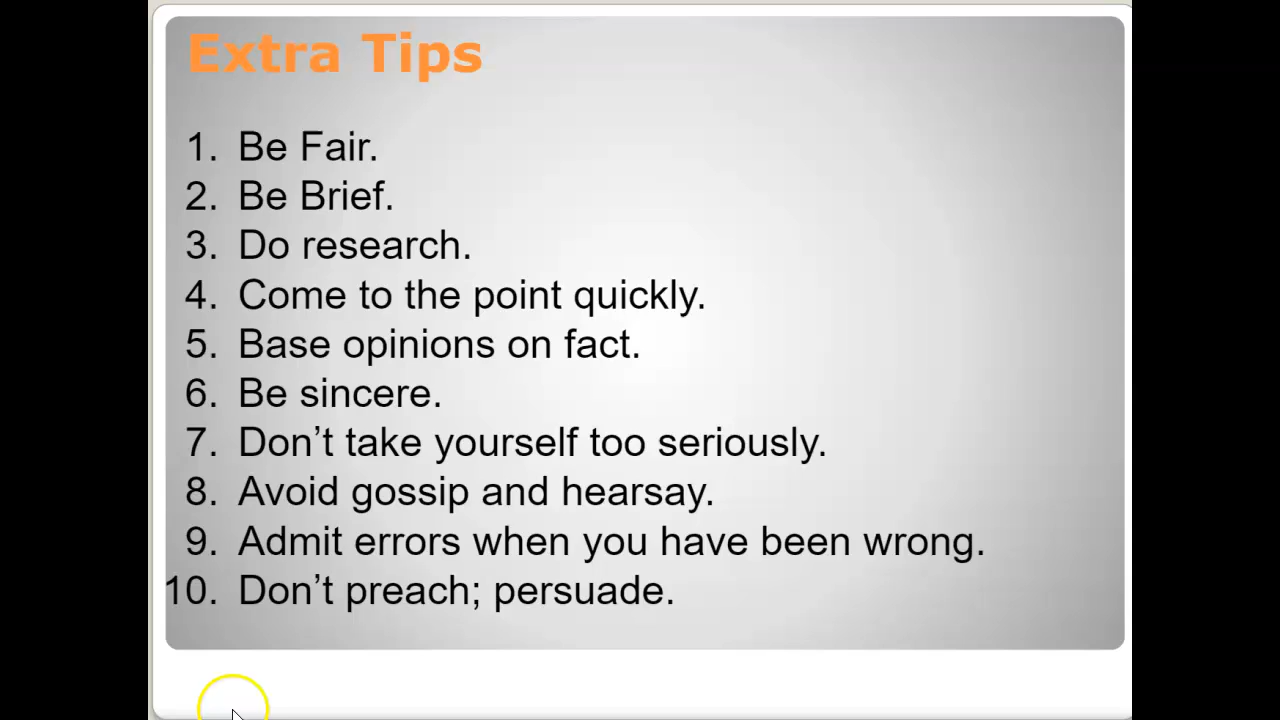 Extra Tips
1. Be Fair.
2. Be Brief.
3. Do research.
4. Come to the point quickly.
5. Base opinions on fact.
6. Be sincere.
7. Don’t take yourself too seriously.
8. Avoid gossip and hearsay.
9. Admit errors when you have been wrong.
10. Don’t preach; persuade.